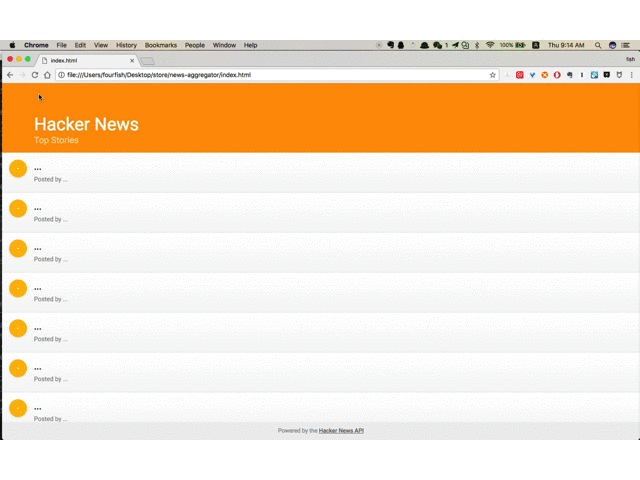 Chrome File Edit View History Bookmarks People Window Help 1 100% Thu 9:14 AM
index.html fish
file:///Users/fourfish/Desktop/store/news-aggregator/index.html
Hacker News
Top Stories
...
Posted by ...
...
Posted by ...
...
Posted by ...
...
Posted by ...
...
Posted by ...
...
Posted by ...
...
Posted by ...
Powered by the Hacker News API